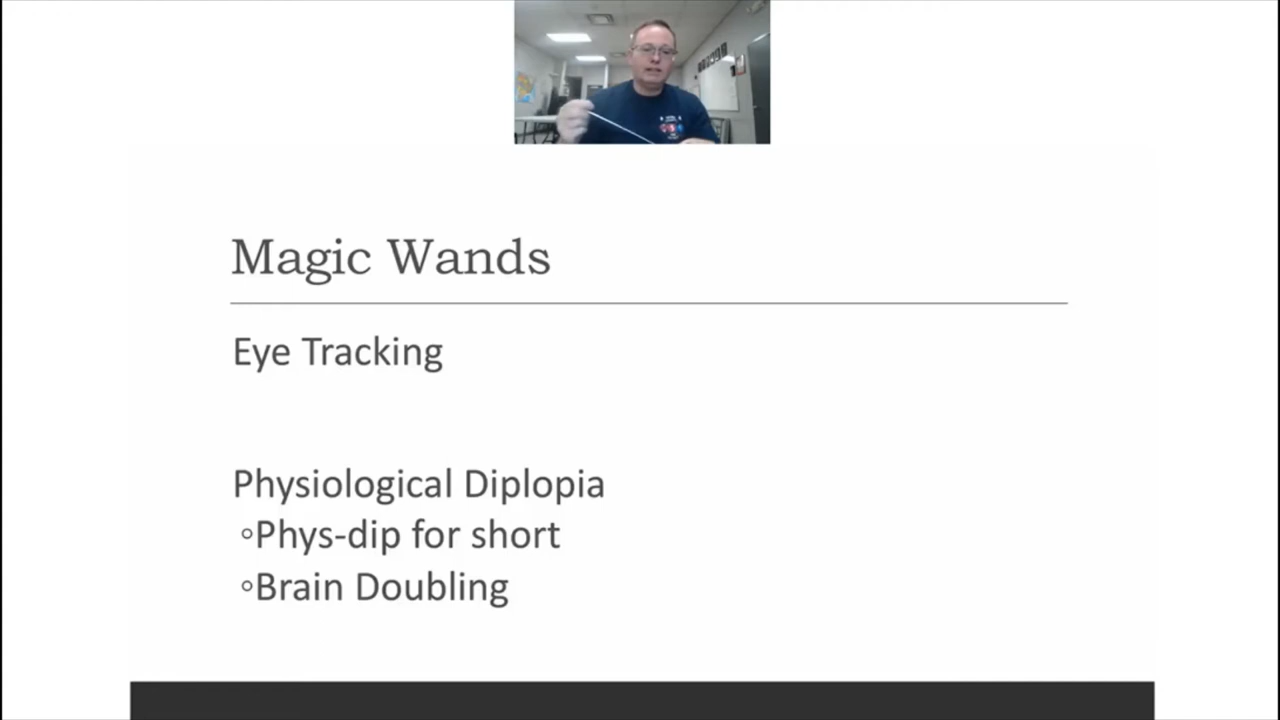 Magic Wands
Eye Tracking
Physiological Diplopia
◦Phys-dip for short
◦Brain Doubling